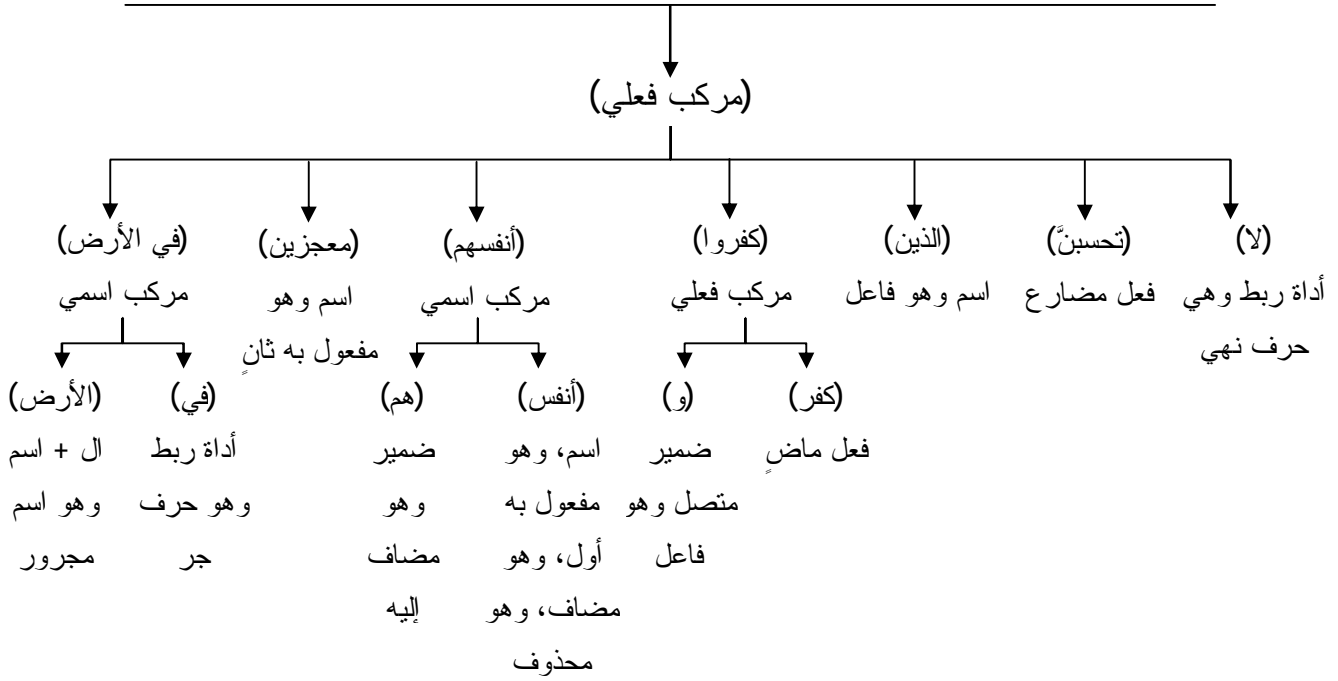 (مركب فعلي)
(لا)
أداة ربط وهي
حرف نهي
(تحسبنَّ)
فعل مضارع
(الذين)
اسم وهو فاعل
(كفروا)
مركب فعلي
(أنفسهم)
مركب اسمي
(معجزين)
اسم وهو
مفعول به ثانٍ
(في الأرض)
مركب اسمي
(كفر)
فعل ماضٍ
(و)
ضمير
متصل وهو
فاعل
(أنفس)
اسم، وهو
مفعول به
أول، وهو
مضاف، وهو
محذوف
(هم)
ضمير
وهو
مضاف
إليه
(في)
أداة ربط
وهو حرف
جر
(الأرض)
ال + اسم
وهو اسم
مجرور